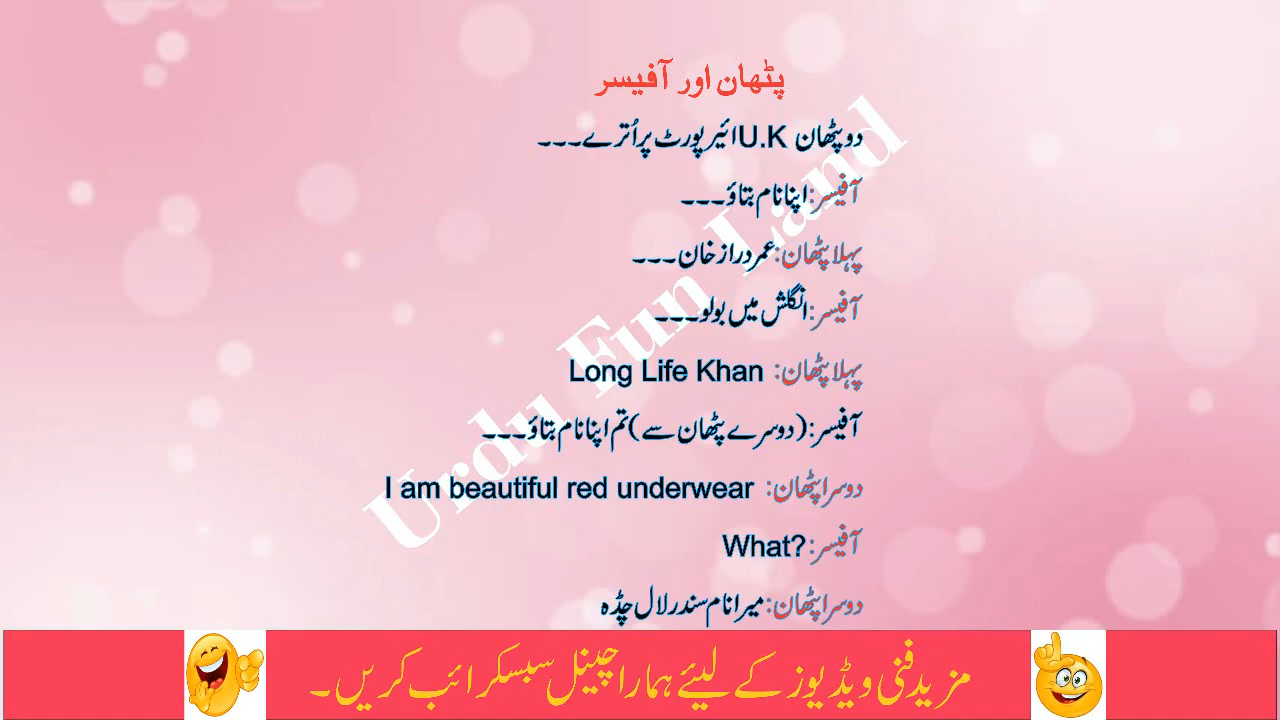 پٹھان اور آفیسر
دو پٹھان U.K ائیر پورٹ پر اُترے۔۔۔
آفیسر: اپنا نام بتاؤ۔۔۔
پہلا پٹھان: عمر دراز خان ۔۔۔
آفیسر: انگلش میں بولو۔۔۔
پہلا پٹھان: Long Life Khan
آفیسر: (دوسرے پٹھان سے) تم اپنا نام بتاؤ۔۔۔
دوسرا پٹھان: I am beautiful red underwear
آفیسر: What?
دوسرا پٹھان: میرا نام سندر لال چڈہ
Urdu Fun Land
مزید فنی ویڈیوز کے لیئے ہمارا چینل سبسکرائب کریں۔